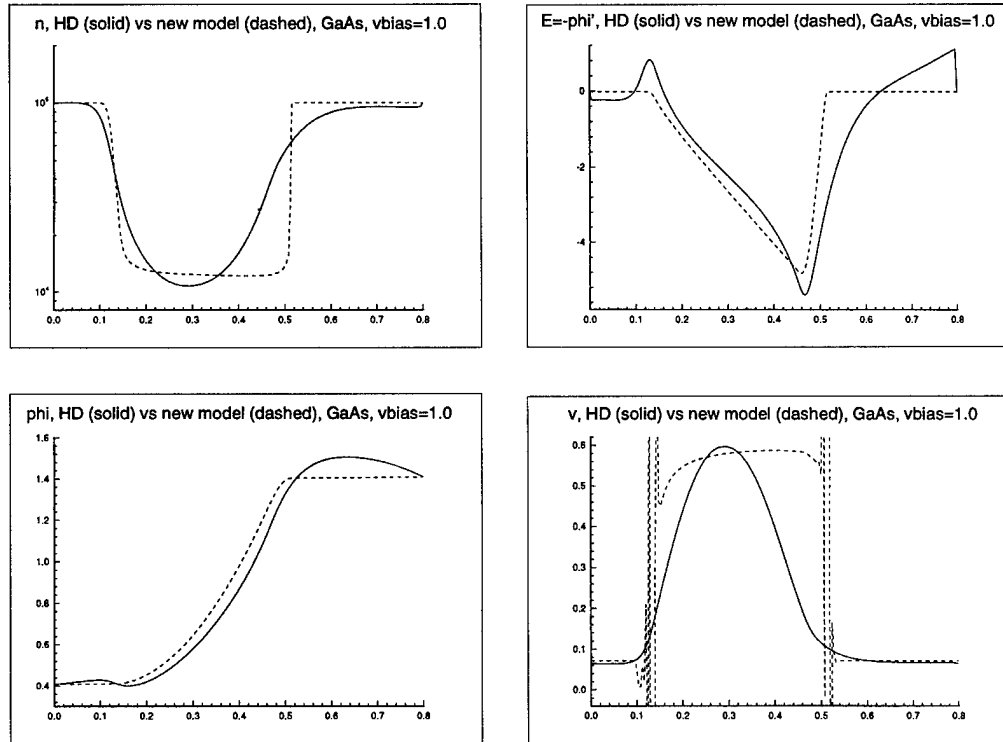 n, HD (solid) vs new model (dashed), GaAs, vbias=1.0
10⁶
10⁴
0.0 0.1 0.2 0.3 0.4 0.5 0.6 0.7 0.8
E=-phi', HD (solid) vs new model (dashed), GaAs, vbias=1.0
0
-2
-4
0.0 0.1 0.2 0.3 0.4 0.5 0.6 0.7 0.8
phi, HD (solid) vs new model (dashed), GaAs, vbias=1.0
1.6
1.4
1.2
1.0
0.8
0.6
0.4
0.0 0.1 0.2 0.3 0.4 0.5 0.6 0.7 0.8
v, HD (solid) vs new model (dashed), GaAs, vbias=1.0
0.6
0.5
0.4
0.3
0.2
0.1
0.0
0.0 0.1 0.2 0.3 0.4 0.5 0.6 0.7 0.8